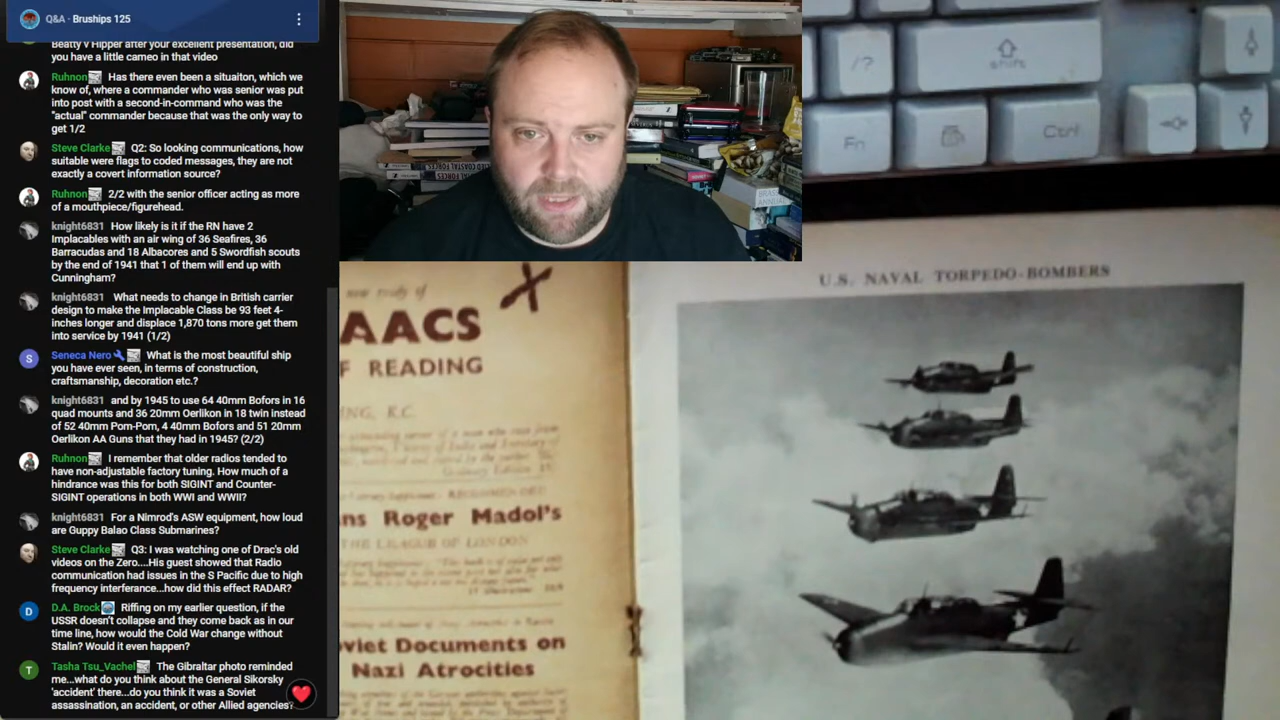 Q&A · Bruships 125
Beatty v Hipper after your excellent presentation, did
you have a little cameo in that video
Ruhnon Has there even been a situaiton, which we
know of, where a commander who was senior was put
into post with a second-in-command who was the
"actual" commander because that was the only way to
get 1/2
Steve Clarke Q2: So looking communications, how
suitable were flags to coded messages, they are not
exactly a covert information source?
Ruhnon 2/2 with the senior officer acting as more
of a mouthpiece/figurehead.
knight6831 How likely is it if the RN have 2
Implacables with an air wing of 36 Seafires, 36
Barracudas and 18 Albacores and 5 Swordfish scouts
by the end of 1941 that 1 of them will end up with
Cunningham?
knight6831 What needs to change in British carrier
design to make the Implacable Class be 93 feet 4-
inches longer and displace 1,870 tons more get them
into service by 1941 (1/2)
S Seneca Nero What is the most beautiful ship
you have ever seen, in terms of construction,
craftsmanship, decoration etc.?
knight6831 and by 1945 to use 64 40mm Bofors in 16
quad mounts and 36 20mm Oerlikon in 18 twin instead
of 52 40mm Pom-Pom, 4 40mm Bofors and 51 20mm
Oerlikon AA Guns that they had in 1945? (2/2)
Ruhnon I remember that older radios tended to
have non-adjustable factory tuning. How much of a
hindrance was this for both SIGINT and Counter-
SIGINT operations in both WWI and WWII?
knight6831 For a Nimrod's ASW equipment, how loud
are Guppy Balao Class Submarines?
Steve Clarke Q3: I was watching one of Drac's old
videos on the Zero....His guest showed that Radio
communication had issues in the S Pacific due to high
frequency interferance...how did this effect RADAR?
D D.A. Brock Riffing on my earlier question, if the
USSR doesn't collapse and they come back as in our
time line, how would the Cold War change without
Stalin? Would it even happen?
T Tasha Tsu_Vachel The Gibraltar photo reminded
me...what do you think about the General Sikorsky
'accident' there...do you think it was a Soviet
assassination, an accident, or other Allied agencies?
/ ?
shift
Fn
Ctrl
now ready of
AACS
F READING
NG, K.C.
ns Roger Madol's
THE LEAGUE OF LONDON
viet Documents on
Nazi Atrocities
U.S. NAVAL TORPEDO-BOMBERS